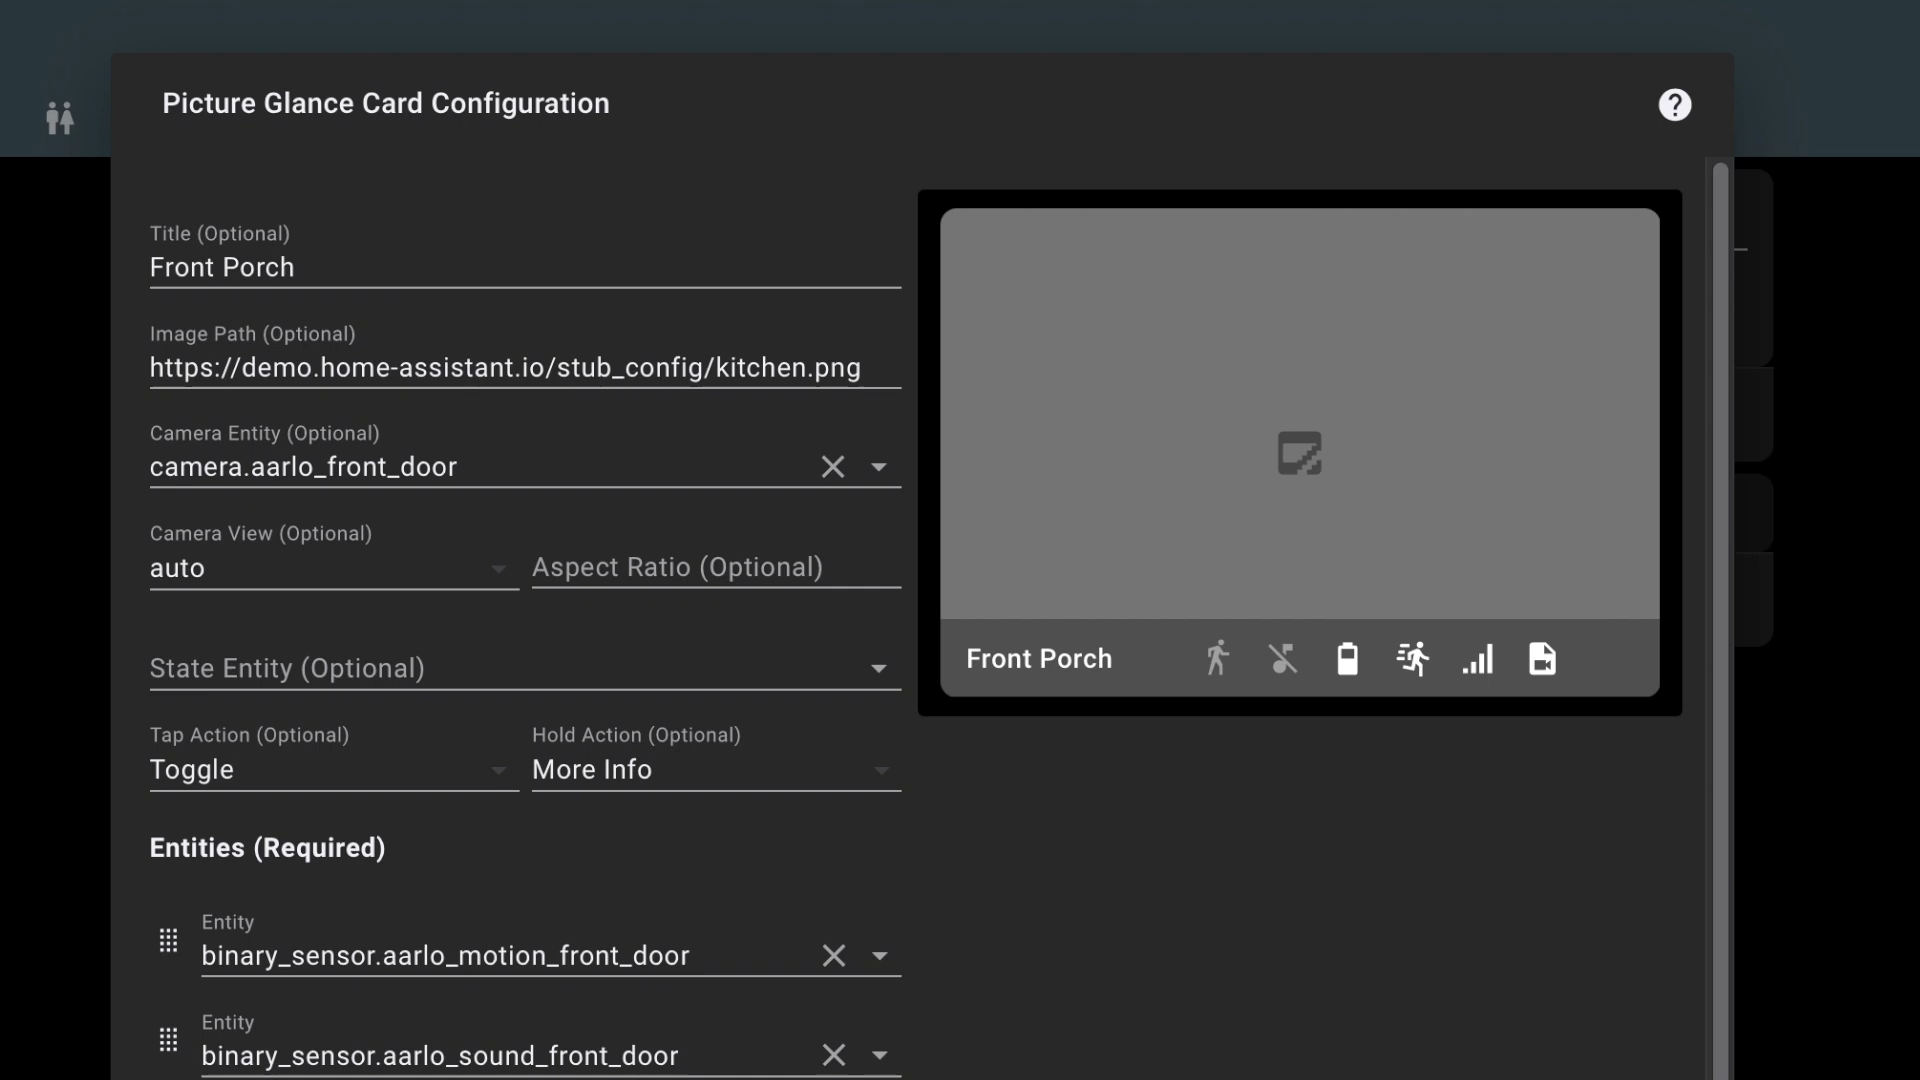 Picture Glance Card Configuration
Title (Optional)
Front Porch
Image Path (Optional)
https://demo.home-assistant.io/stub_config/kitchen.png
Camera Entity (Optional)
camera.aarlo_front_door
Camera View (Optional)
auto
Aspect Ratio (Optional)
State Entity (Optional)
Tap Action (Optional)
Toggle
Hold Action (Optional)
More Info
Entities (Required)
Entity
binary_sensor.aarlo_motion_front_door
Entity
binary_sensor.aarlo_sound_front_door
Front Porch